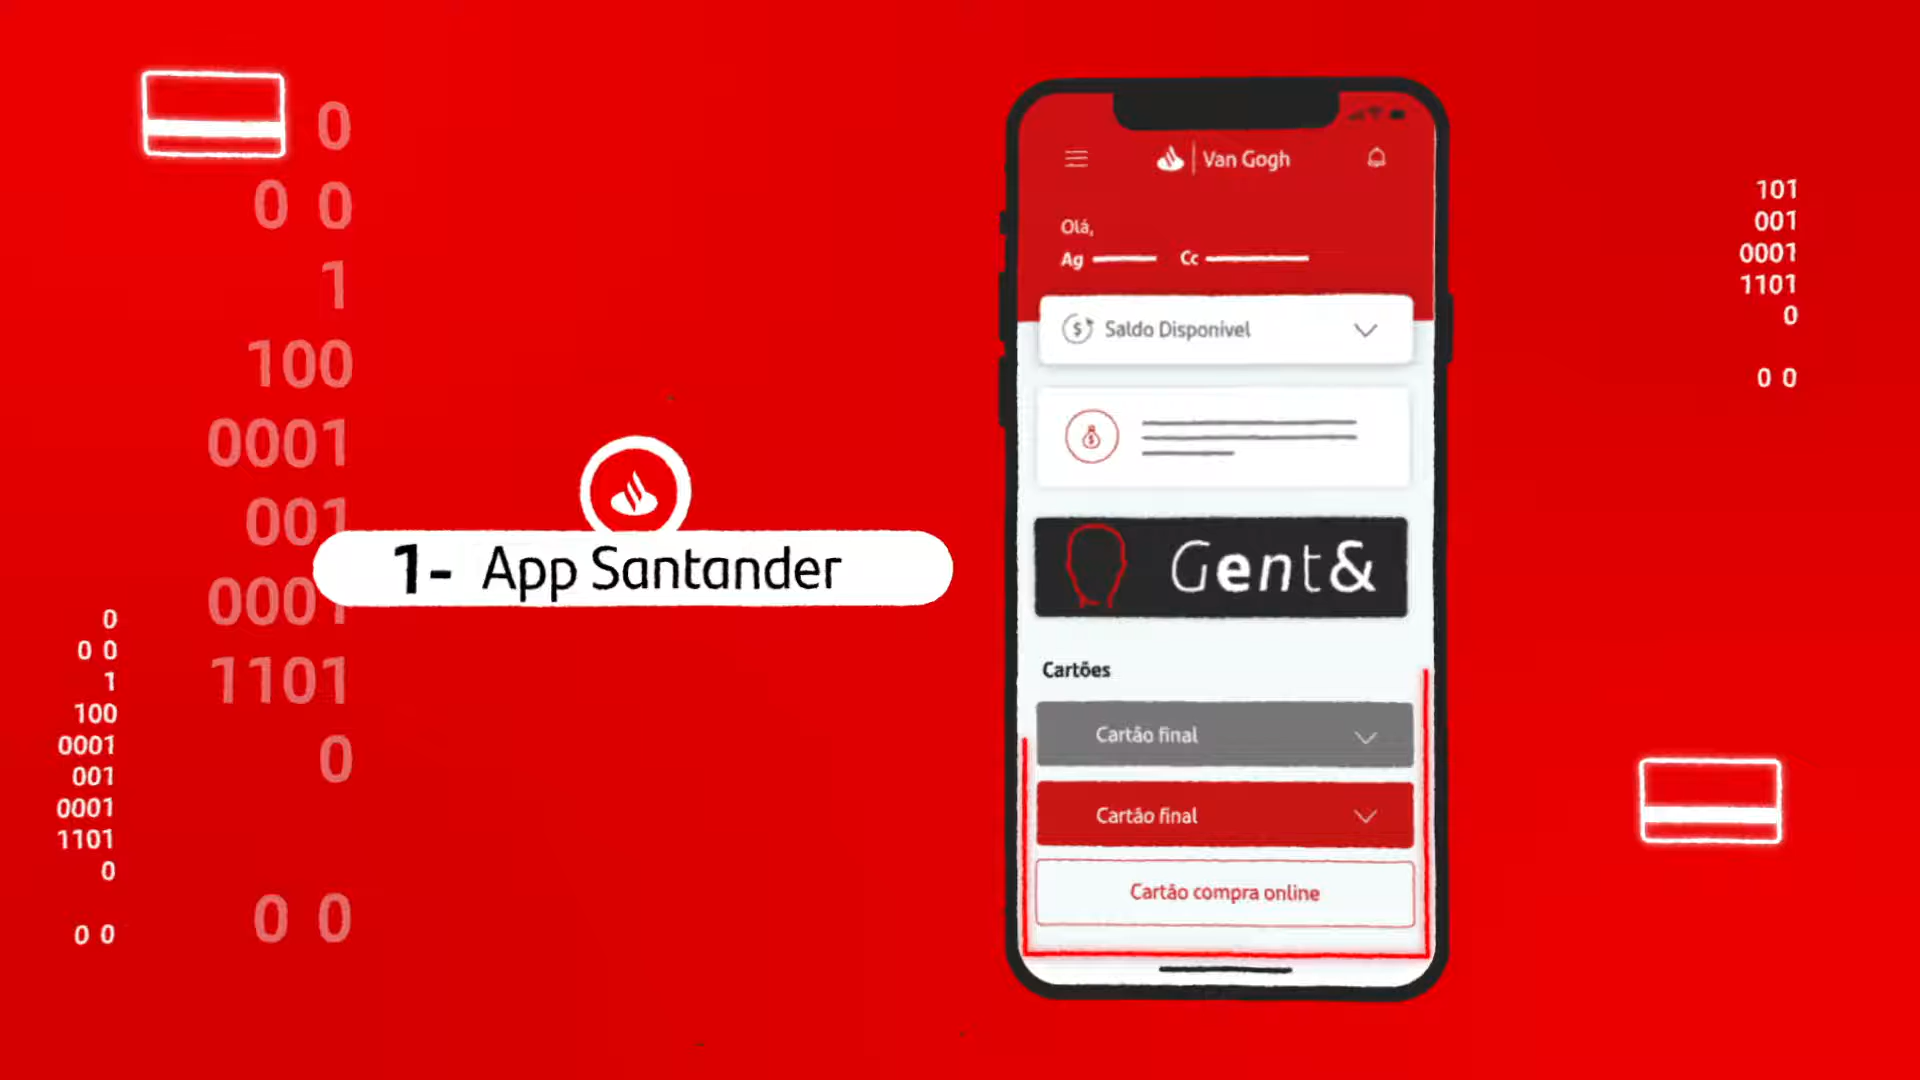 0
0 0
1
100
0001
001
0001
1101
0
0 0
0
0 0
1
100
0001
001
0001
1101
0
0 0
1- App Santander
Van Gogh
Olá,
Ag Cc
Saldo Disponível
Gent&
Cartões
Cartão final
Cartão final
Cartão compra online
101
001
0001
1101
0
0 0